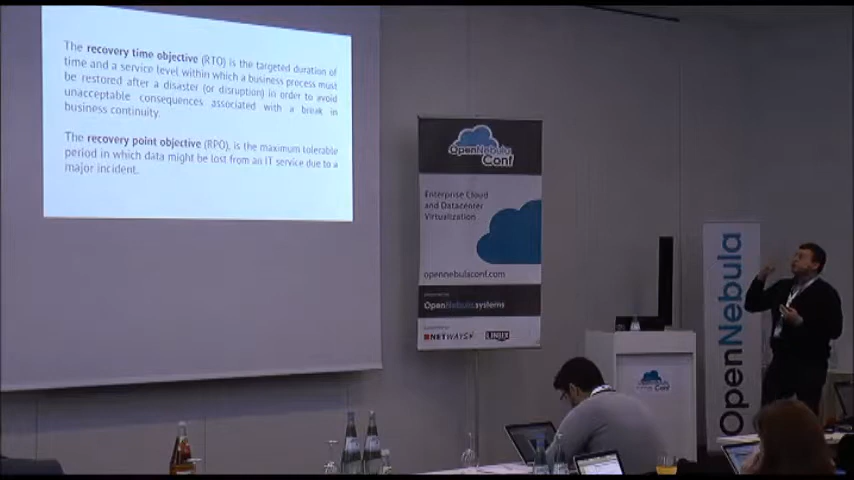 The recovery time objective (RTO) is the targeted duration of
time and a service level within which a business process must
be restored after a disaster (or disruption) in order to avoid
unacceptable consequences associated with a break in
business continuity.
The recovery point objective (RPO), is the maximum tolerable
period in which data might be lost from an IT service due to a
major incident.
OpenNebula
Conf
Enterprise Cloud
and Datacenter
Virtualization
opennebulaconf.com
OpenNebula.systems
NETWAYS
LINUX
OpenNebula
OpenNebula
Conf